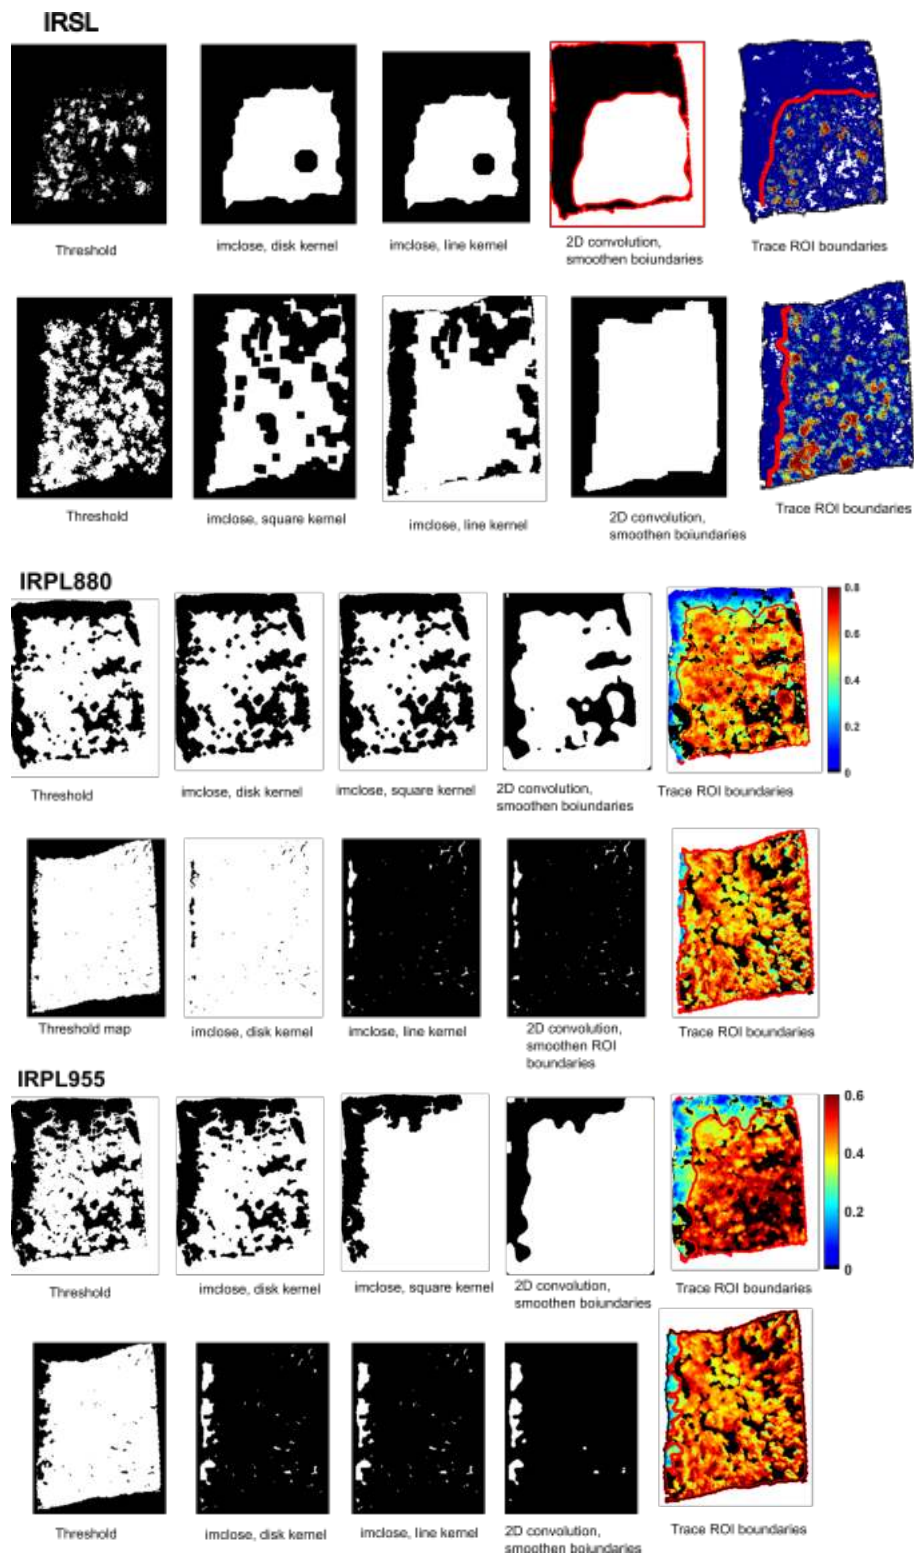 IRSL
Threshold
imclose, disk kernel
imclose, line kernel
2D convolution,
smoothen boiundaries
Trace ROI boundaries
Threshold
imclose, square kernel
imclose, line kernel
2D convolution,
smoothen boiundaries
Trace ROI boundaries
IRPL880
0.8
0.6
0.4
0.2
0
Threshold
imclose, disk kernel
imclose, square kernel
2D convolution,
smoothen boiundaries
Trace ROI boundaries
Threshold map
imclose, disk kernel
imclose, line kernel
2D convolution,
smoothen ROI
boundaries
Trace ROI boundaries
IRPL955
0.6
0.4
0.2
0
Threshold
imclose, disk kernel
imclose, square kernel
2D convolution,
smoothen boiundaries
Trace ROI boundaries
Threshold
imclose, disk kernel
imclose, line kernel
2D convolution,
smoothen boiundaries
Trace ROI boundaries